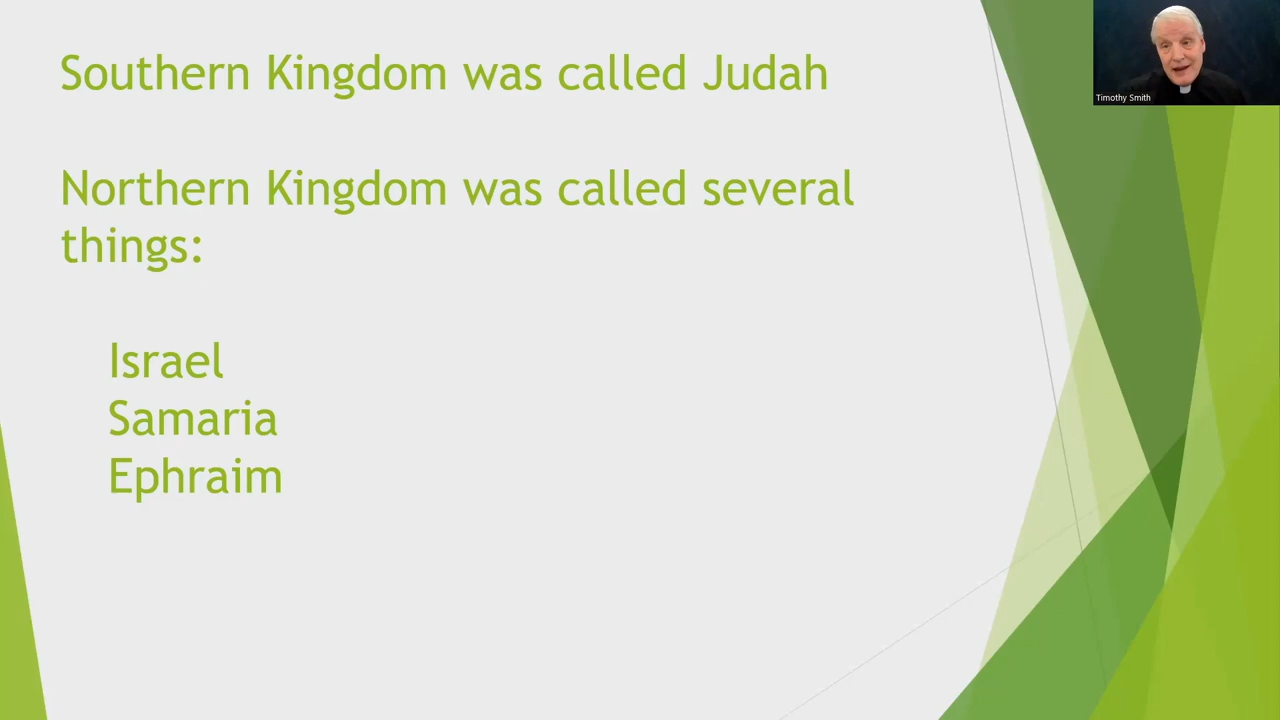 Southern Kingdom was called Judah
Northern Kingdom was called several
things:
Israel
Samaria
Ephraim
Timothy Smith